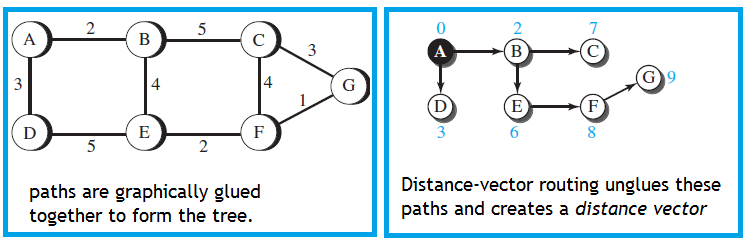 2 5
A B C
3
3 4 4 G
1
D E F
5 2
paths are graphically glued
together to form the tree.
0 2 7
A B C
G 9
D E F
3 6 8
Distance-vector routing unglues these
paths and creates a distance vector